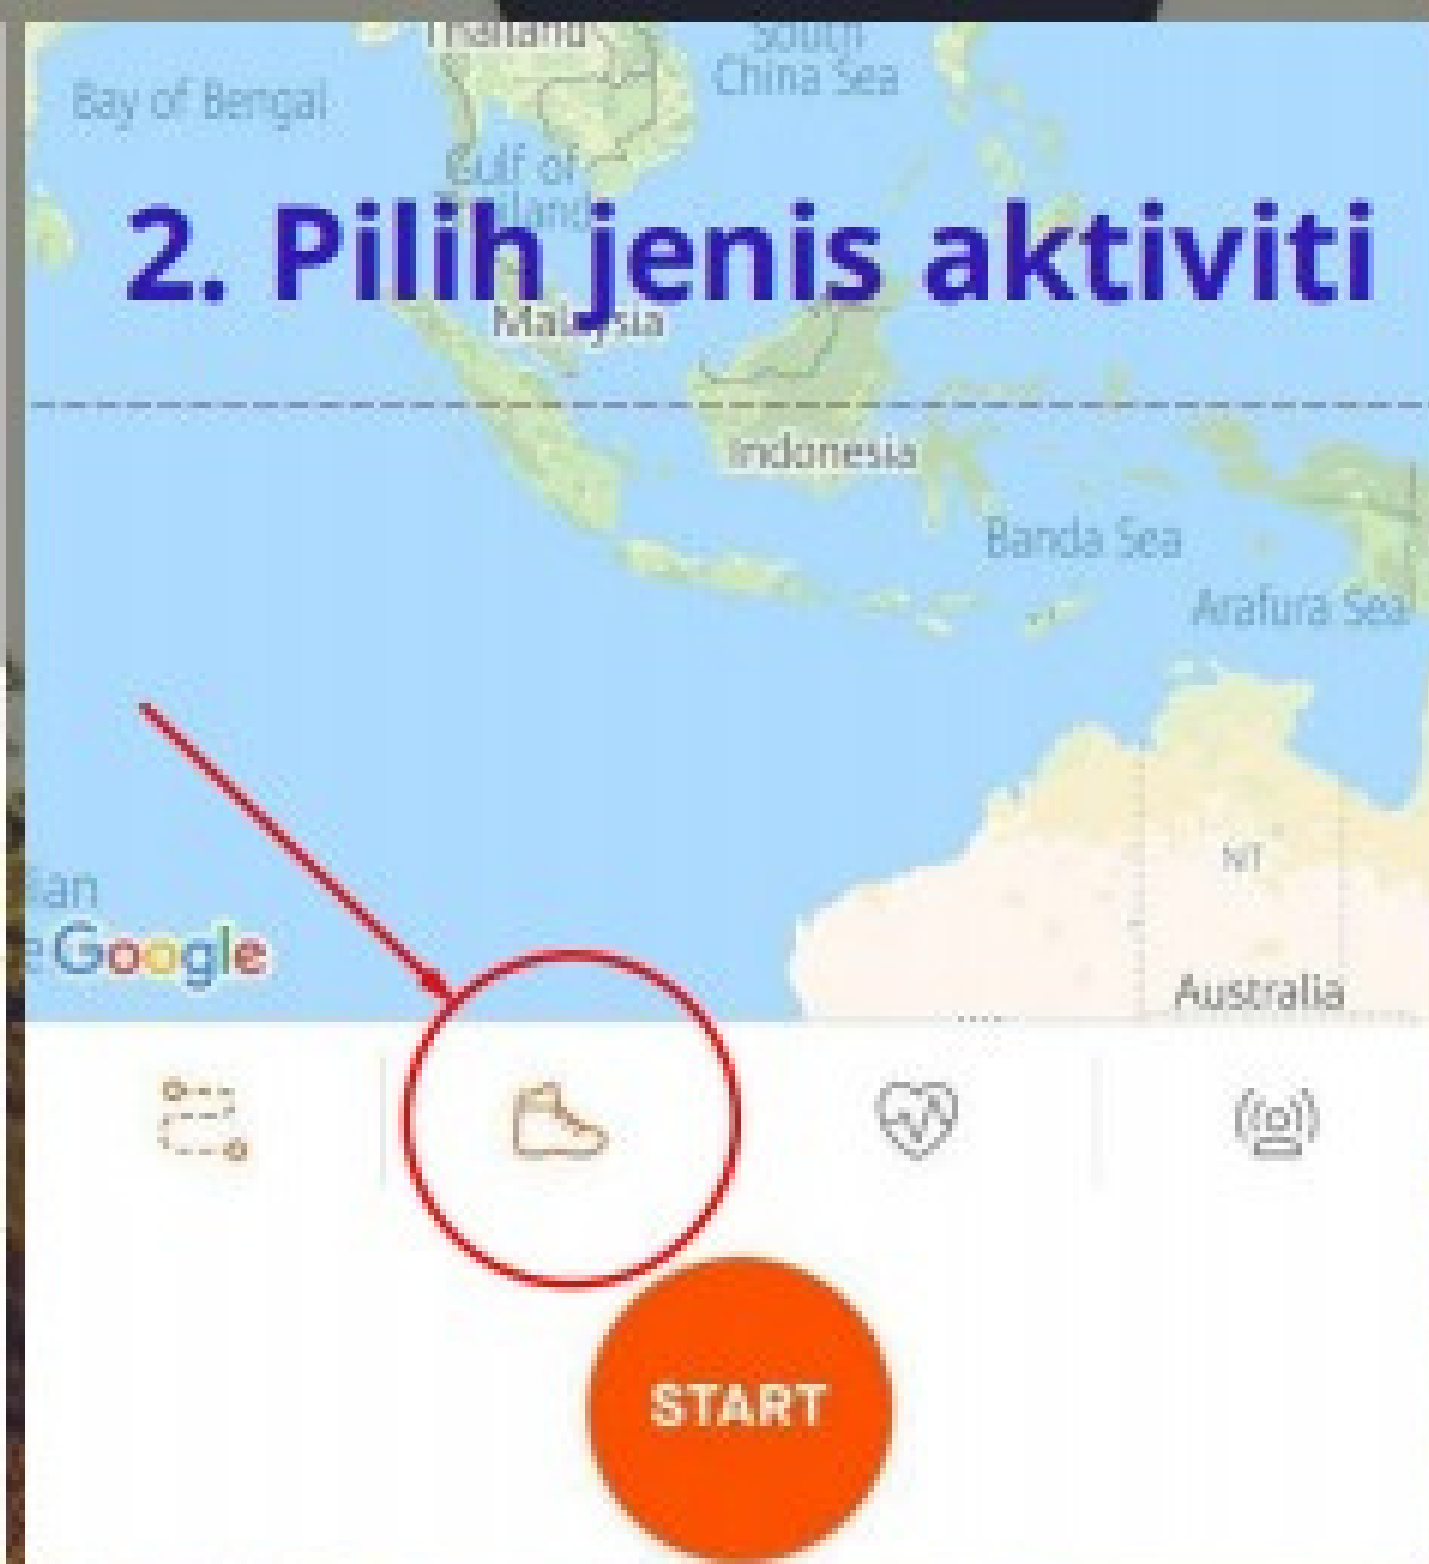 Thailand
South
China Sea
Bay of Bengal
Gulf of
Thailand
2. Pilih jenis aktiviti
Malaysia
Indonesia
Banda Sea
Arafura Sea
NT
Google
Australia
START